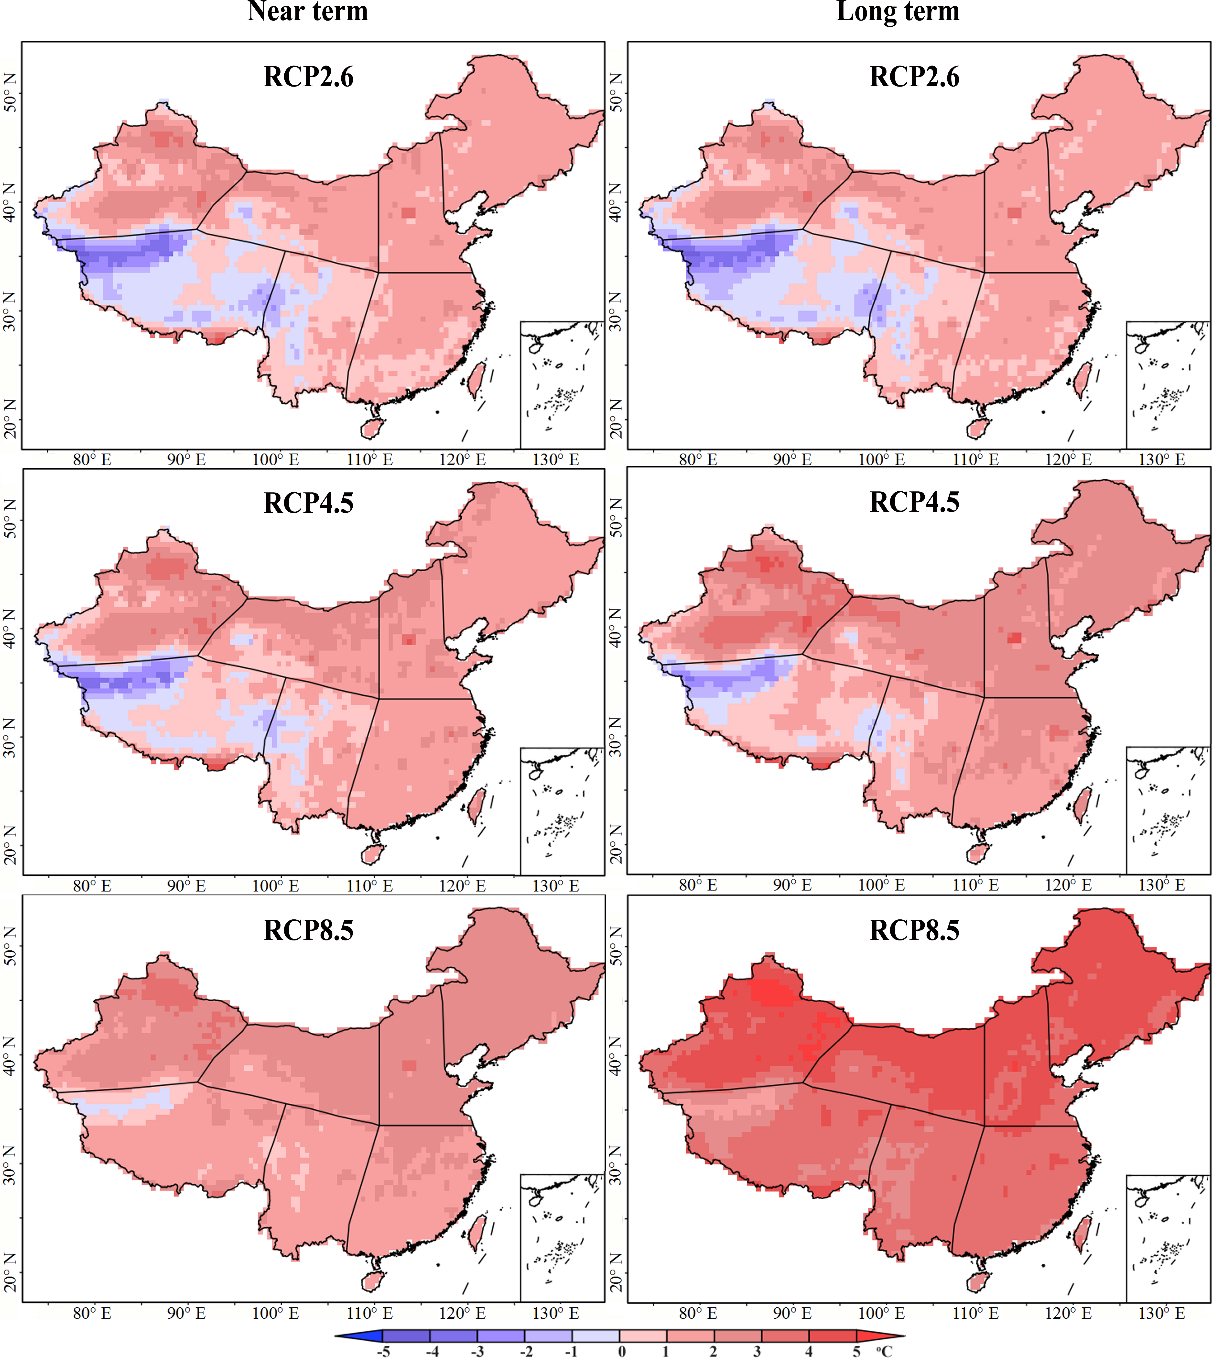 Near term Long term
RCP2.6 RCP2.6
50° N 40° N 30° N 20° N 50° N 40° N 30° N 20° N
80° E 90° E 100° E 110° E 120° E 130° E 80° E 90° E 100° E 110° E 120° E 130° E
RCP4.5 RCP4.5
50° N 40° N 30° N 20° N 50° N 40° N 30° N 20° N
80° E 90° E 100° E 110° E 120° E 130° E 80° E 90° E 100° E 110° E 120° E 130° E
RCP8.5 RCP8.5
50° N 40° N 30° N 20° N 50° N 40° N 30° N 20° N
80° E 90° E 100° E 110° E 120° E 130° E 80° E 90° E 100° E 110° E 120° E 130° E
-5 -4 -3 -2 -1 0 1 2 3 4 5 °C